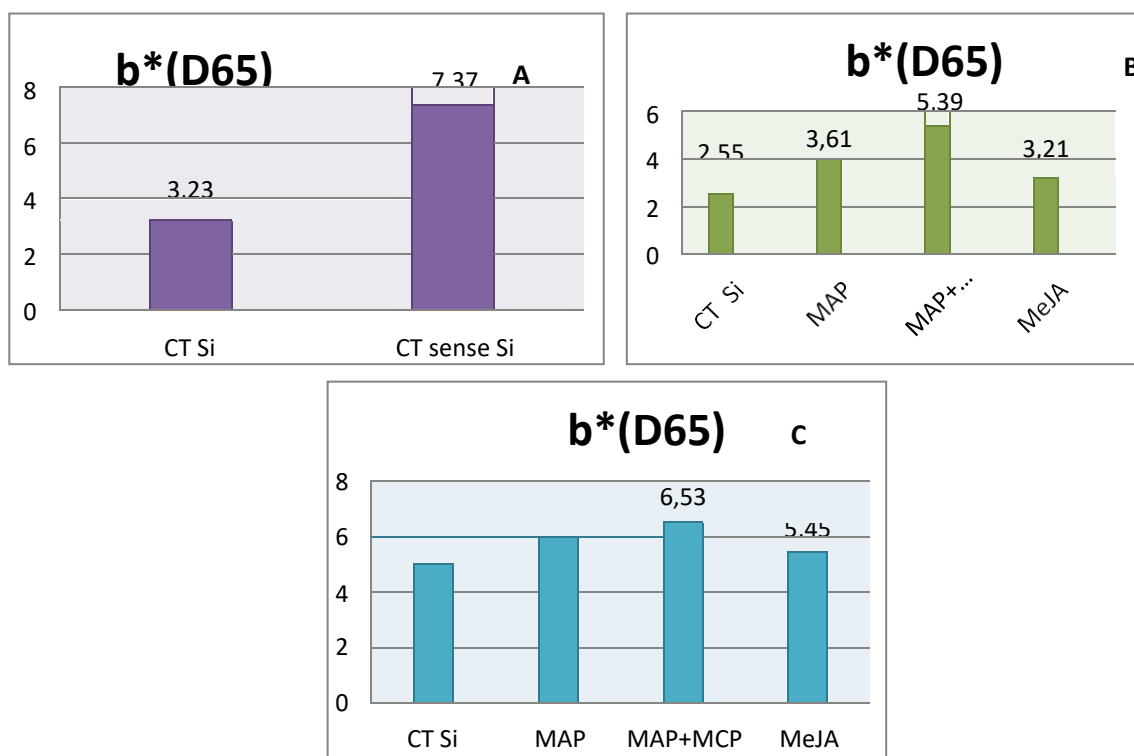 b*(D65)
A
8
7.37
6
4
3.23
2
0
CT Si
CT sense Si
b*(D65)
B
6
5.39
3,61
2.55
3,21
4
2
0
CT Si
MAP
MAP+...
MeJA
b*(D65)
C
8
6,53
6
5.45
4
2
0
CT Si
MAP
MAP+MCP
MeJA